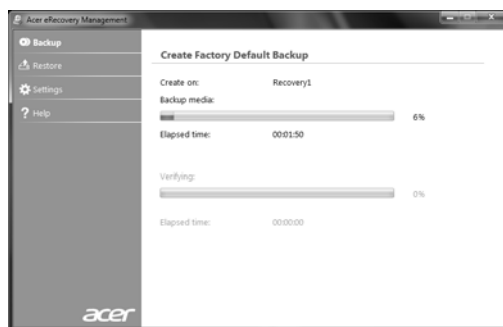 Acer eRecovery Management
Backup
Restore
Settings
Help
Create Factory Default Backup
Create on: Recovery1
Backup media:
6%
Elapsed time: 00:01:50
Verifying:
0%
Elapsed time: 00:00:00
acer